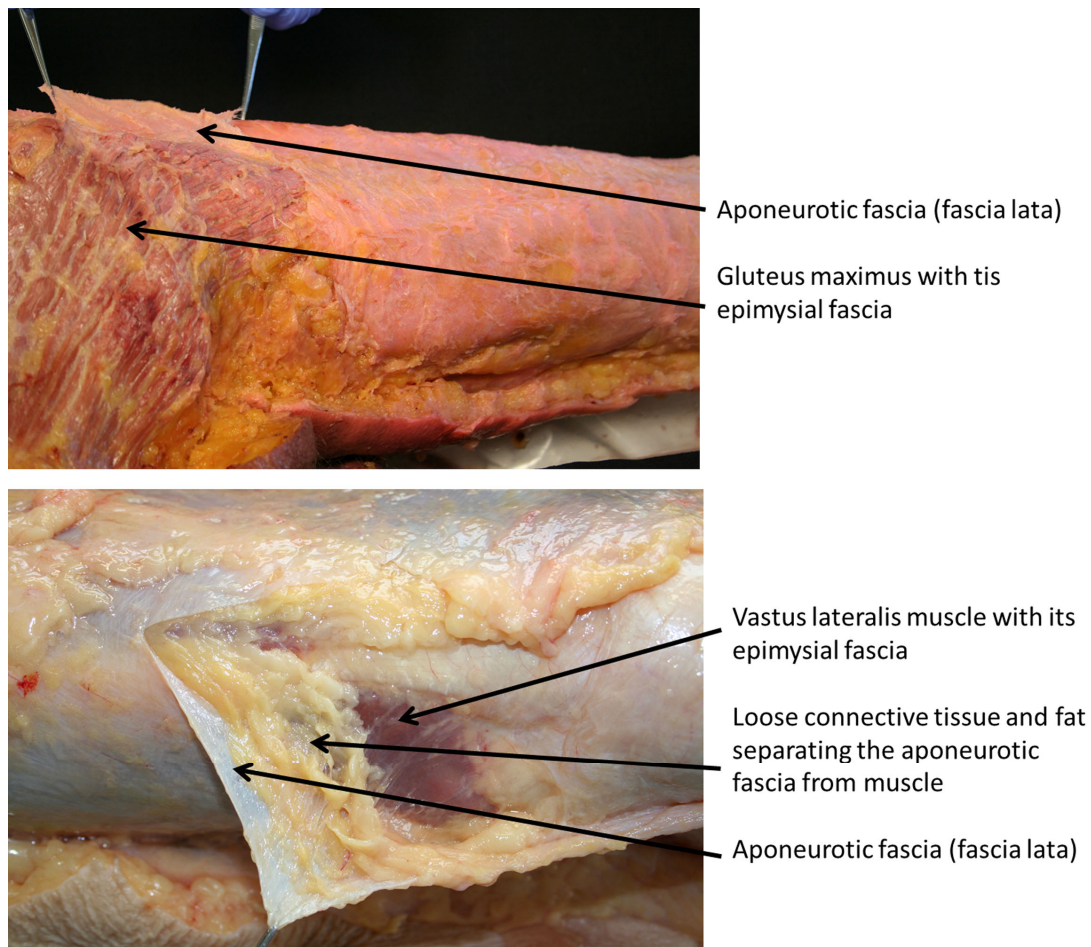 Aponeurotic fascia (fascia lata)
Gluteus maximus with tis
epimysial fascia
Vastus lateralis muscle with its
epimysial fascia
Loose connective tissue and fat
separating the aponeurotic
fascia from muscle
Aponeurotic fascia (fascia lata)